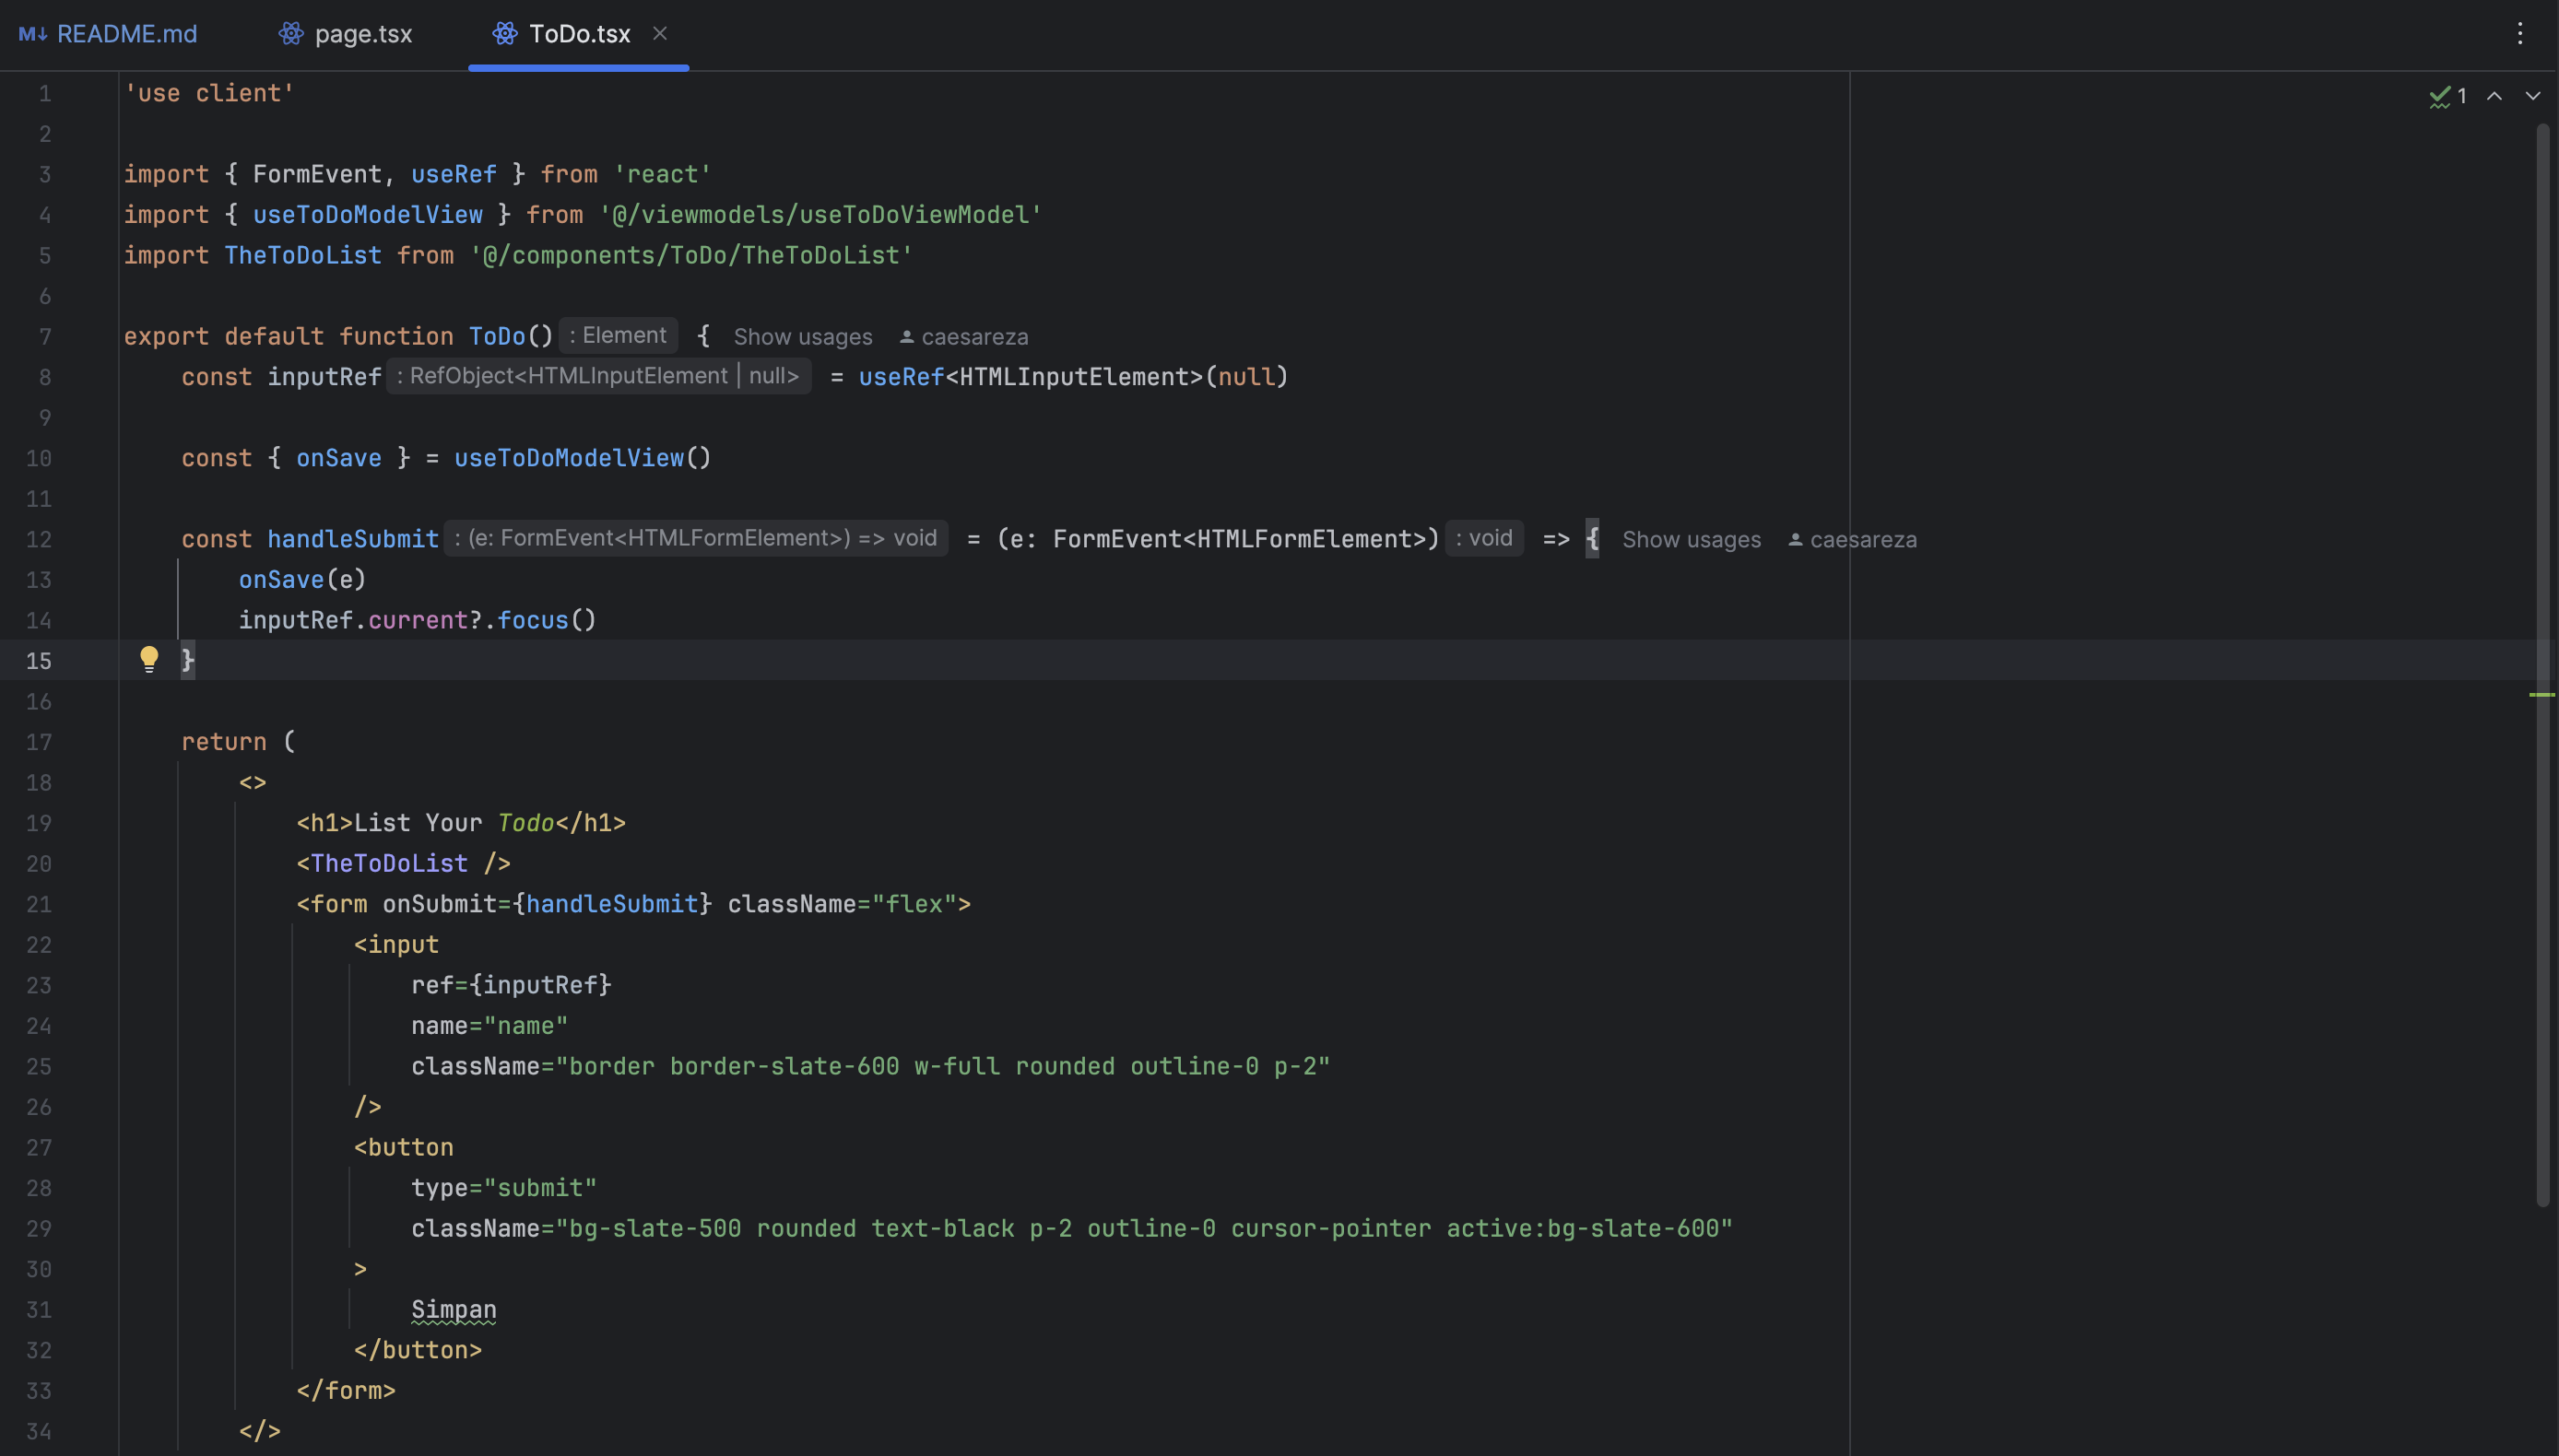 M↓ README.md page.tsx ToDo.tsx
1 'use client' 1
2
3 import { FormEvent, useRef } from 'react'
4 import { useToDoModelView } from '@/viewmodels/useToDoViewModel'
5 import TheToDoList from '@/components/ToDo/TheToDoList'
6
7 export default function ToDo() : Element { Show usages caesareza
8 const inputRef : RefObject<HTMLInputElement | null> = useRef<HTMLInputElement>(null)
9
10 const { onSave } = useToDoModelView()
11
12 const handleSubmit : (e: FormEvent<HTMLFormElement>) => void = (e: FormEvent<HTMLFormElement>) : void => { Show usages caesareza
13 onSave(e)
14 inputRef.current?.focus()
15 }
16
17 return (
18 <>
19 <h1>List Your Todo</h1>
20 <TheToDoList />
21 <form onSubmit={handleSubmit} className="flex">
22 <input
23 ref={inputRef}
24 name="name"
25 className="border border-slate-600 w-full rounded outline-0 p-2"
26 />
27 <button
28 type="submit"
29 className="bg-slate-500 rounded text-black p-2 outline-0 cursor-pointer active:bg-slate-600"
30 >
31 Simpan
32 </button>
33 </form>
34 </>